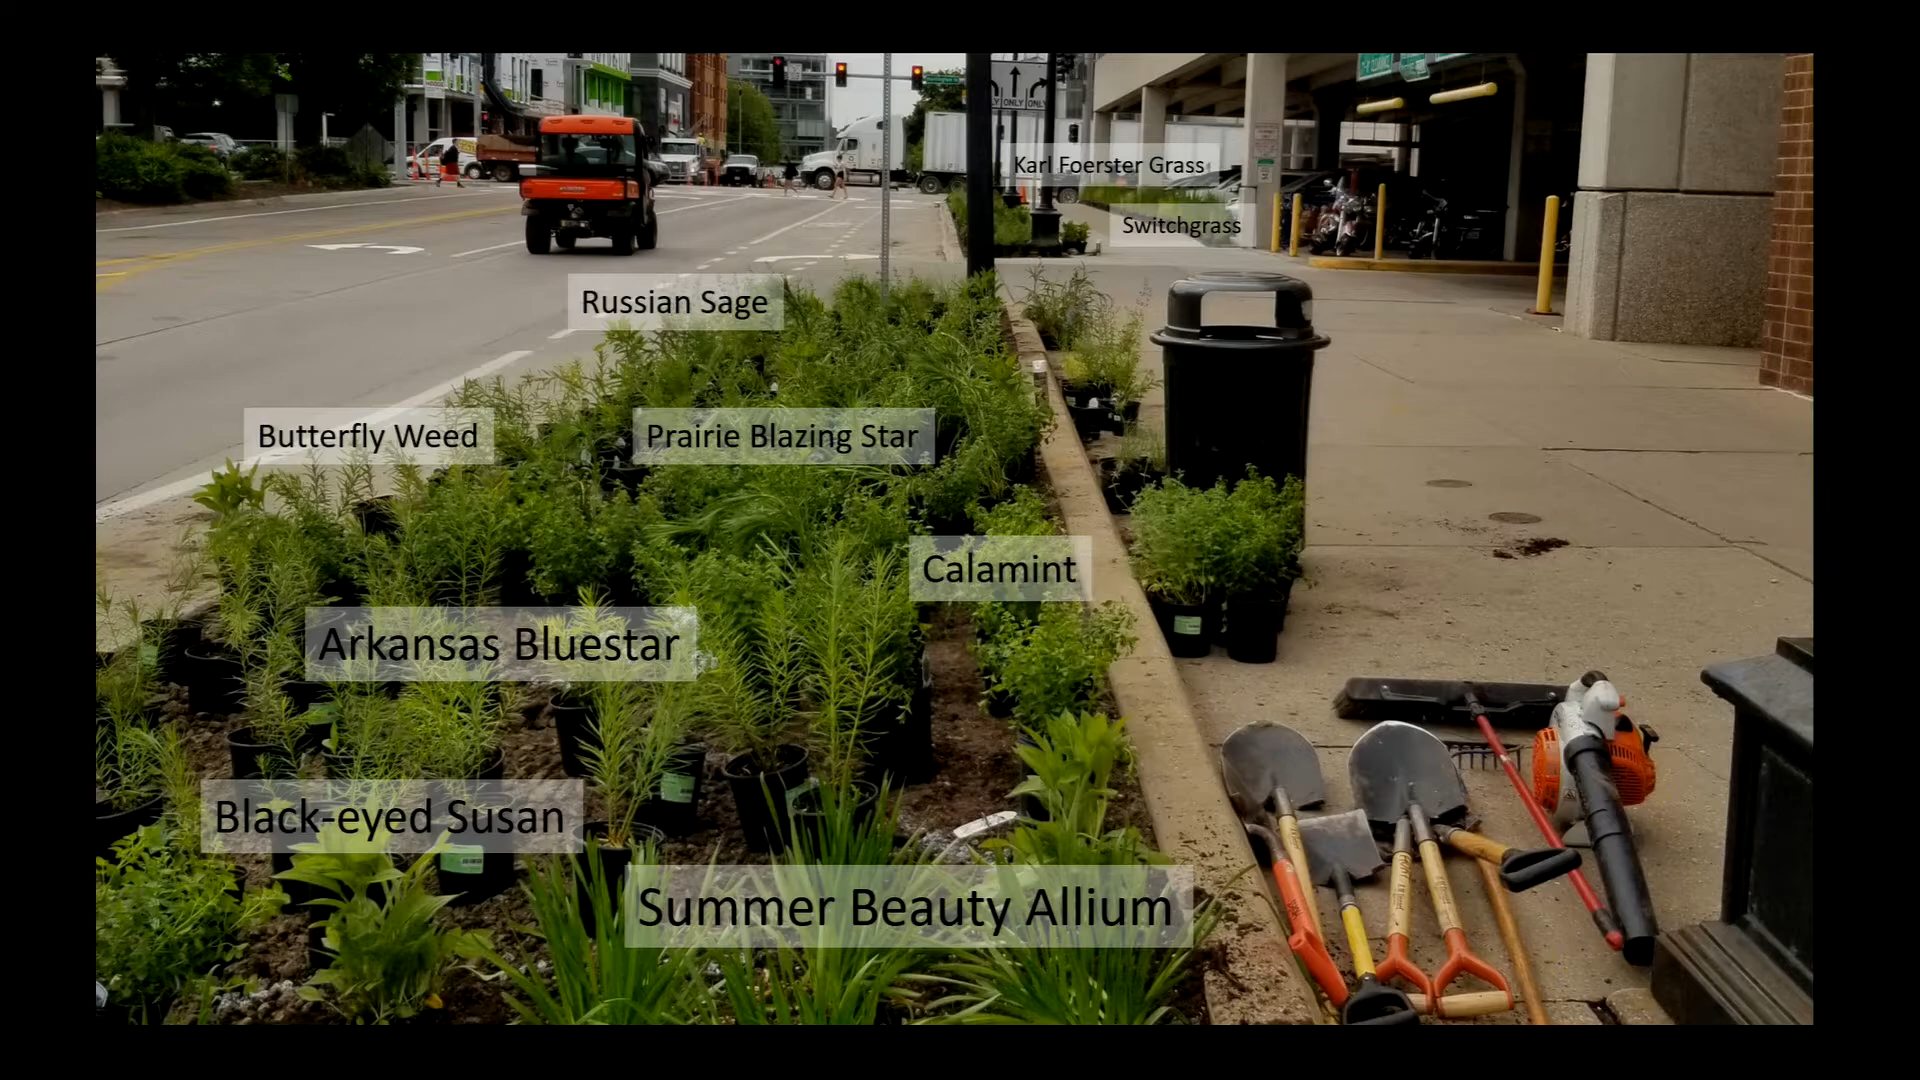 ONLY
Karl Foerster Grass
Switchgrass
Russian Sage
Butterfly Weed
Prairie Blazing Star
Calamint
Arkansas Bluestar
Black-eyed Susan
Summer Beauty Allium